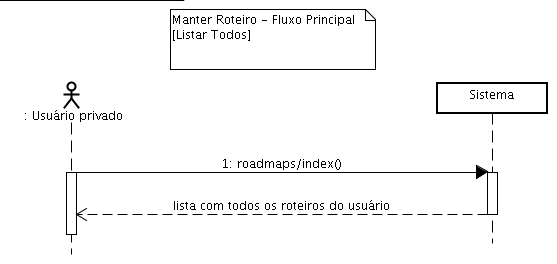 Manter Roteiro - Fluxo Principal
[Listar Todos]
: Usuário privado
Sistema
1: roadmaps/index()
lista com todos os roteiros do usuário